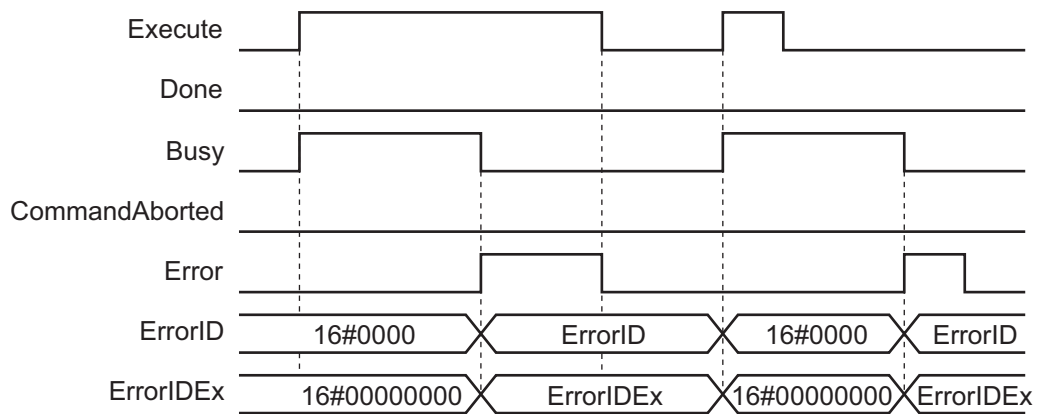 Execute
Done
Busy
CommandAborted
Error
ErrorID 16#0000 ErrorID 16#0000 ErrorID
ErrorIDEx 16#00000000 ErrorIDEx 16#00000000 ErrorIDEx